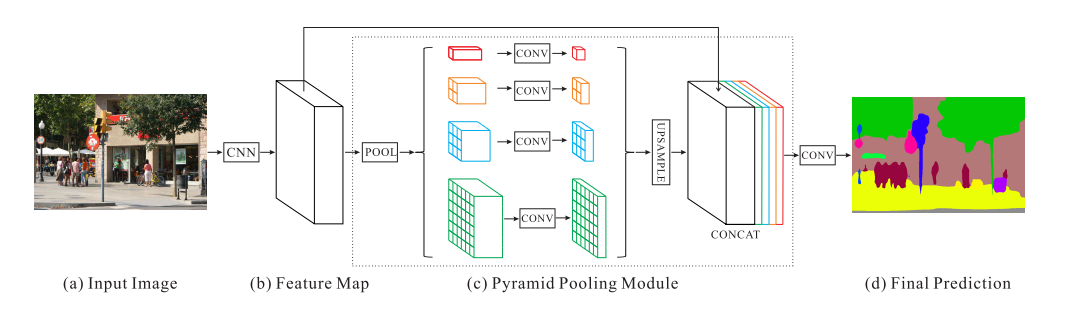 CNN
POOL
CONV
CONV
CONV
CONV
UPSAMPLE
CONCAT
CONV
(a) Input Image
(b) Feature Map
(c) Pyramid Pooling Module
(d) Final Prediction